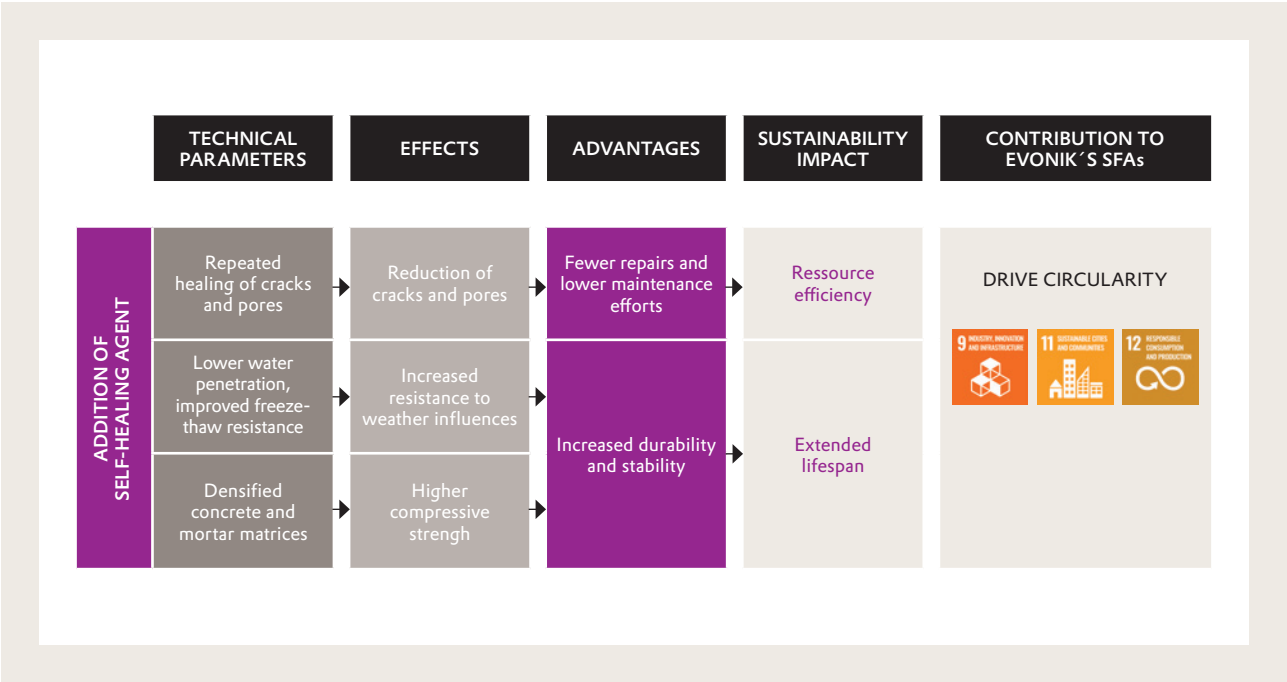 TECHNICAL
PARAMETERS
EFFECTS
ADVANTAGES
SUSTAINABILITY
IMPACT
CONTRIBUTION TO
EVONIK´S SFAs
ADDITION OF
SELF-HEALING AGENT
Repeated
healing of cracks
and pores
Reduction of
cracks and pores
Fewer repairs and
lower maintenance
efforts
Ressource
efficiency
DRIVE CIRCULARITY
9 INDUSTRY, INNOVATION
AND INFRASTRUCTURE
11 SUSTAINABLE CITIES
AND COMMUNITIES
12 RESPONSIBLE
CONSUMPTION
AND PRODUCTION
Lower water
penetration,
improved freeze-
thaw resistance
Increased
resistance to
weather influences
Increased durability
and stability
Extended
lifespan
Densified
concrete and
mortar matrices
Higher
compressive
strengh